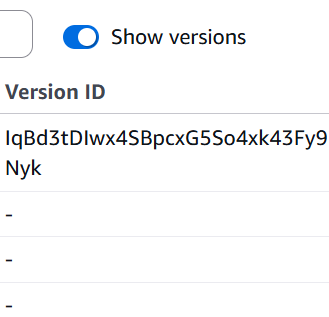 Show versions
Version ID
IqBd3tDIwx4SBpcxG5So4xk43Fy9
Nyk
-
-
-